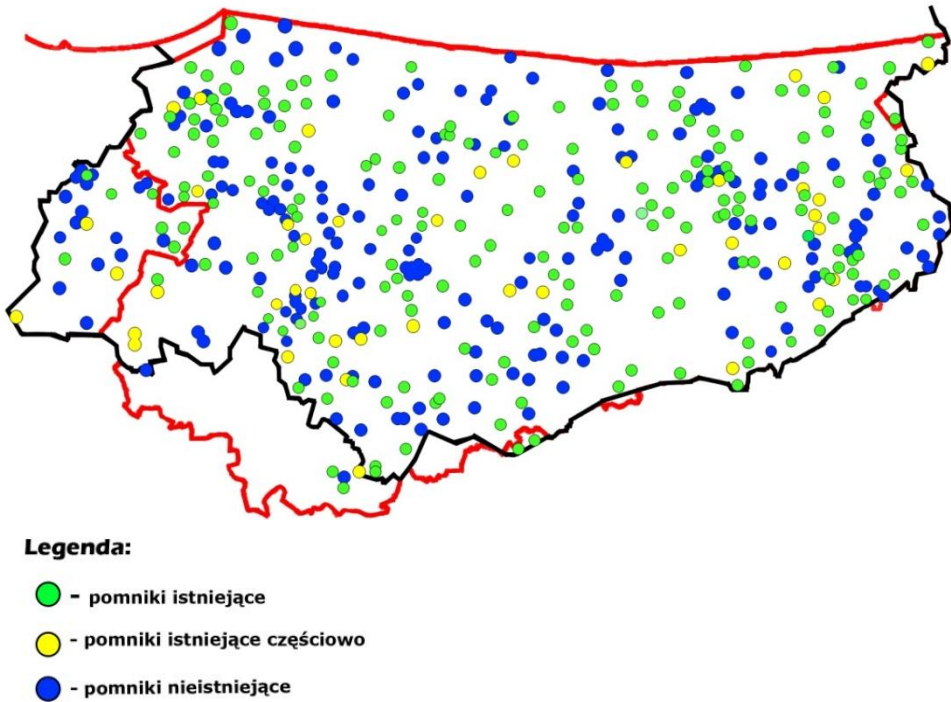 Legenda:
- pomniki istniejące
- pomniki istniejące częściowo
- pomniki nieistniejące